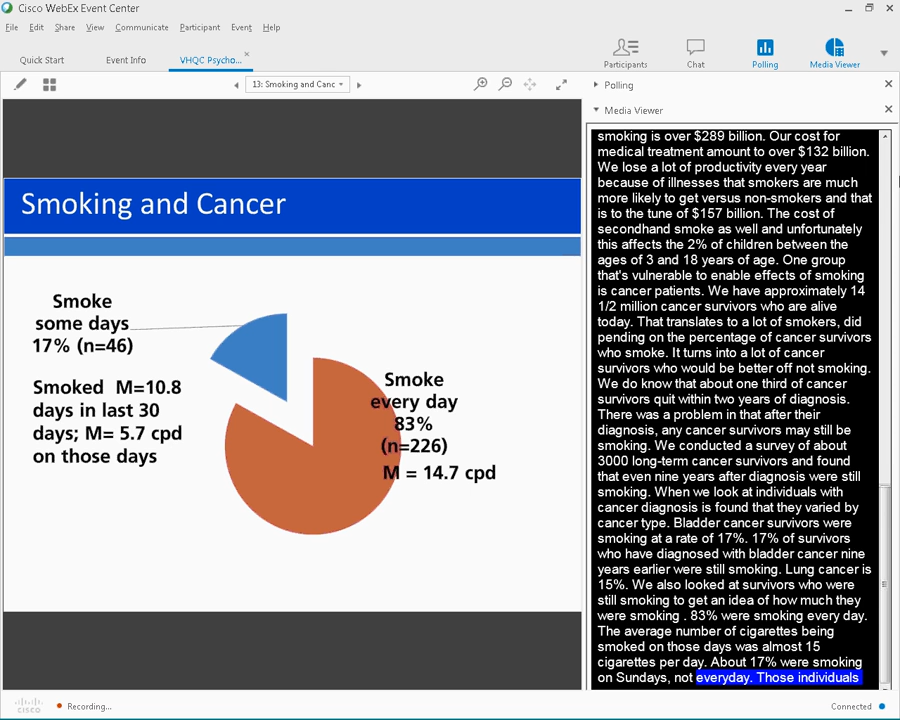 Cisco WebEx Event Center
File Edit Share View Communicate Participant Event Help
Quick Start Event Info VHQC Psycho...
Participants Chat Polling Media Viewer
13: Smoking and Canc
Polling
Media Viewer
Smoking and Cancer
Smoke
some days
17% (n=46)
Smoked M=10.8
days in last 30
days; M= 5.7 cpd
on those days
Smoke
every day
83%
(n=226)
M = 14.7 cpd
smoking is over $289 billion. Our cost for
medical treatment amount to over $132 billion.
We lose a lot of productivity every year
because of illnesses that smokers are much
more likely to get versus non-smokers and that
is to the tune of $157 billion. The cost of
secondhand smoke as well and unfortunately
this affects the 2% of children between the
ages of 3 and 18 years of age. One group
that's vulnerable to enable effects of smoking
is cancer patients. We have approximately 14
1/2 million cancer survivors who are alive
today. That translates to a lot of smokers, did
pending on the percentage of cancer survivors
who smoke. It turns into a lot of cancer
survivors who would be better off not smoking.
We do know that about one third of cancer
survivors quit within two years of diagnosis.
There was a problem in that after their
diagnosis, any cancer survivors may still be
smoking. We conducted a survey of about
3000 long-term cancer survivors and found
that even nine years after diagnosis were still
smoking. When we look at individuals with
cancer diagnosis is found that they varied by
cancer type. Bladder cancer survivors were
smoking at a rate of 17%. 17% of survivors
who have diagnosed with bladder cancer nine
years earlier were still smoking. Lung cancer is
15%. We also looked at survivors who were
still smoking to get an idea of how much they
were smoking . 83% were smoking every day.
The average number of cigarettes being
smoked on those days was almost 15
cigarettes per day. About 17% were smoking
on Sundays, not everyday. Those individuals
cisco
Recording...
Connected